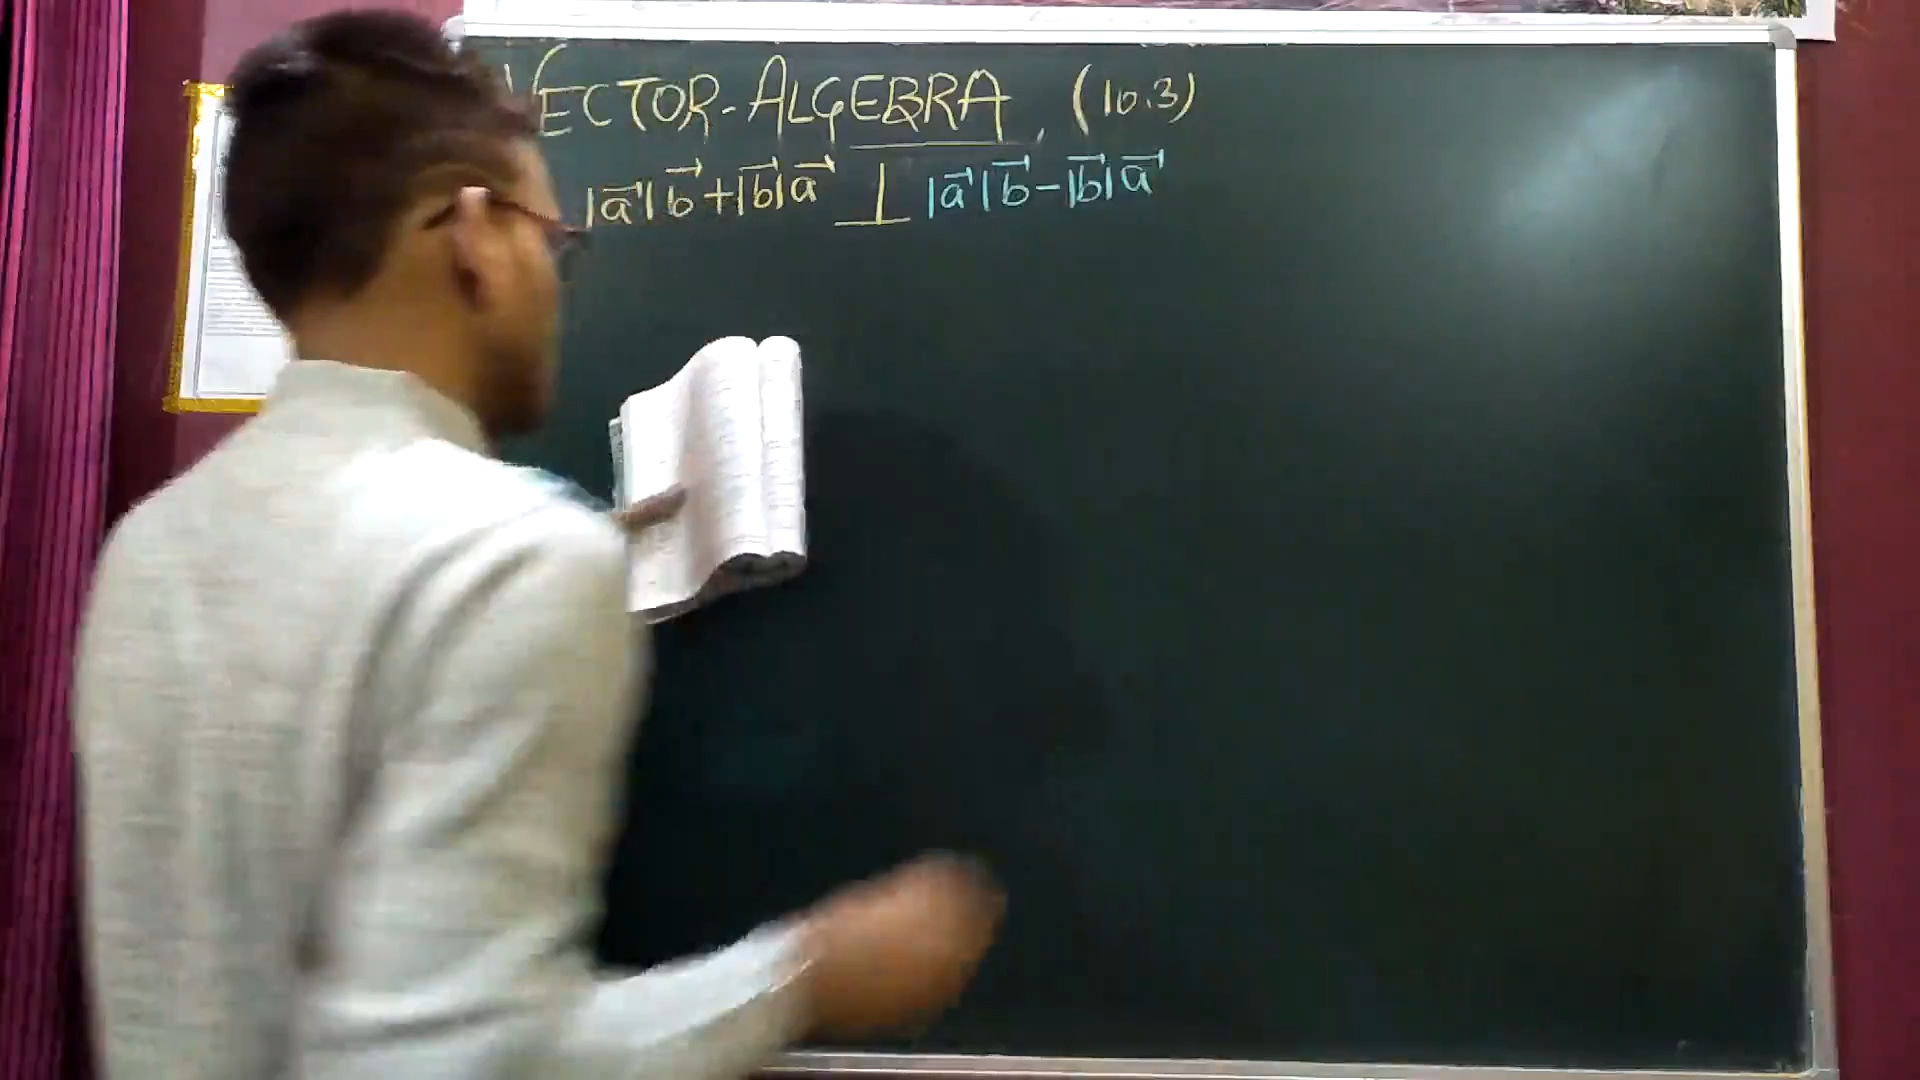 VECTOR-ALGEBRA, (10.3)
|a⃗|b⃗+|b⃗|a⃗ ⊥ |a⃗|b⃗-|b⃗|a⃗